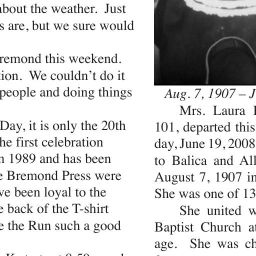 about the weather. Just
s are, but we sure would
remond this weekend.
tion. We couldn't do it
people and doing things
Day, it is only the 20th
he first celebration
n 1989 and has been
e Bremond Press were
ve been loyal to the
e back of the T-shirt
e the Run such a good
Aug. 7, 1907 – J
Mrs. Laura
101, departed this
day, June 19, 2008
to Balica and All
August 7, 1907 in
She was one of 13
She united w
Baptist Church at
age. She was ch